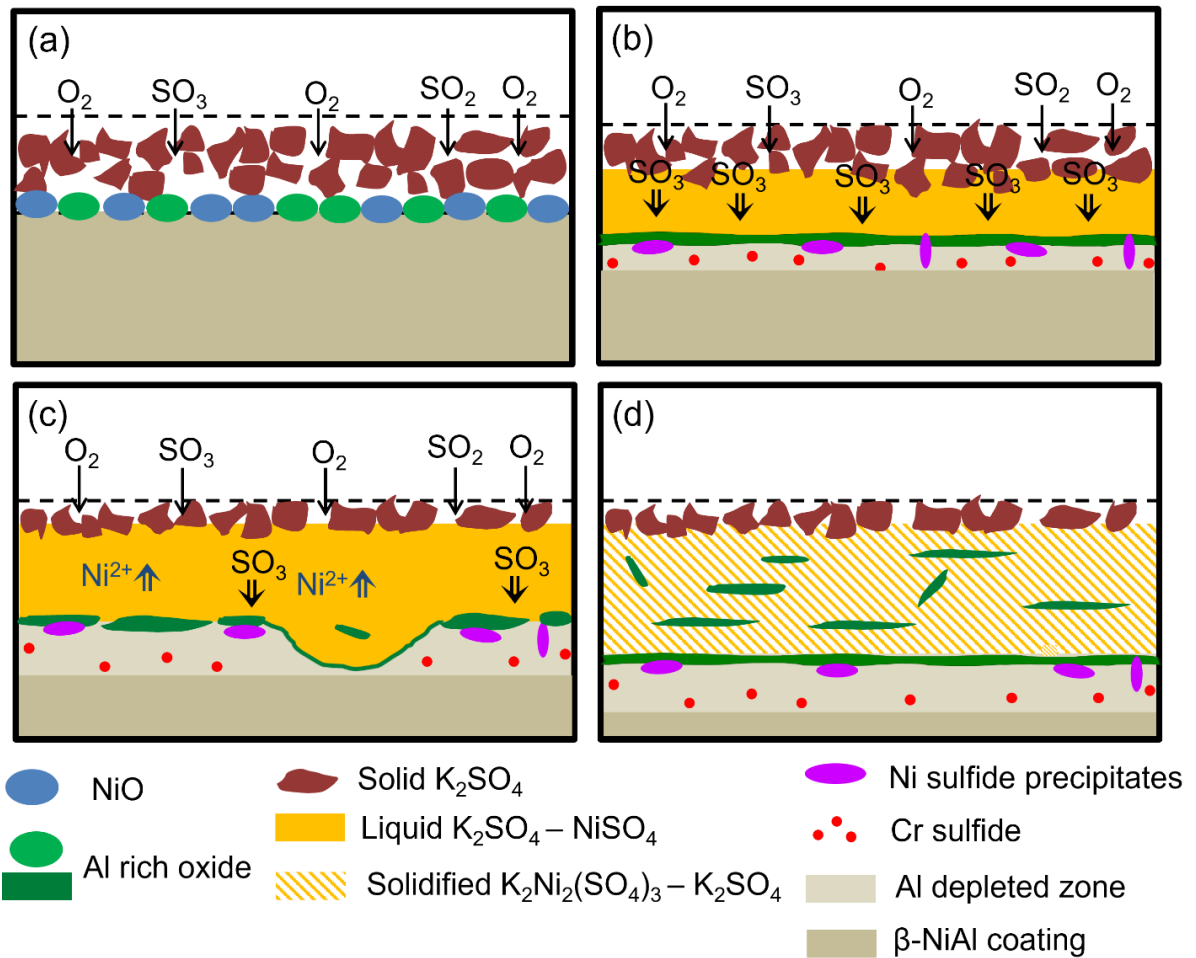 (a)
O₂ SO₃ O₂ SO₂ O₂
(b)
O₂ SO₃ O₂ SO₂ O₂
SO₃ SO₃ SO₃ SO₃ SO₃
(c)
O₂ SO₃ O₂ SO₂ O₂
Ni²⁺ SO₃ Ni²⁺ SO₃
(d)
NiO
Al rich oxide
Solid K₂SO₄
Liquid K₂SO₄ – NiSO₄
Solidified K₂Ni₂(SO₄)₃ – K₂SO₄
Ni sulfide precipitates
Cr sulfide
Al depleted zone
β-NiAl coating